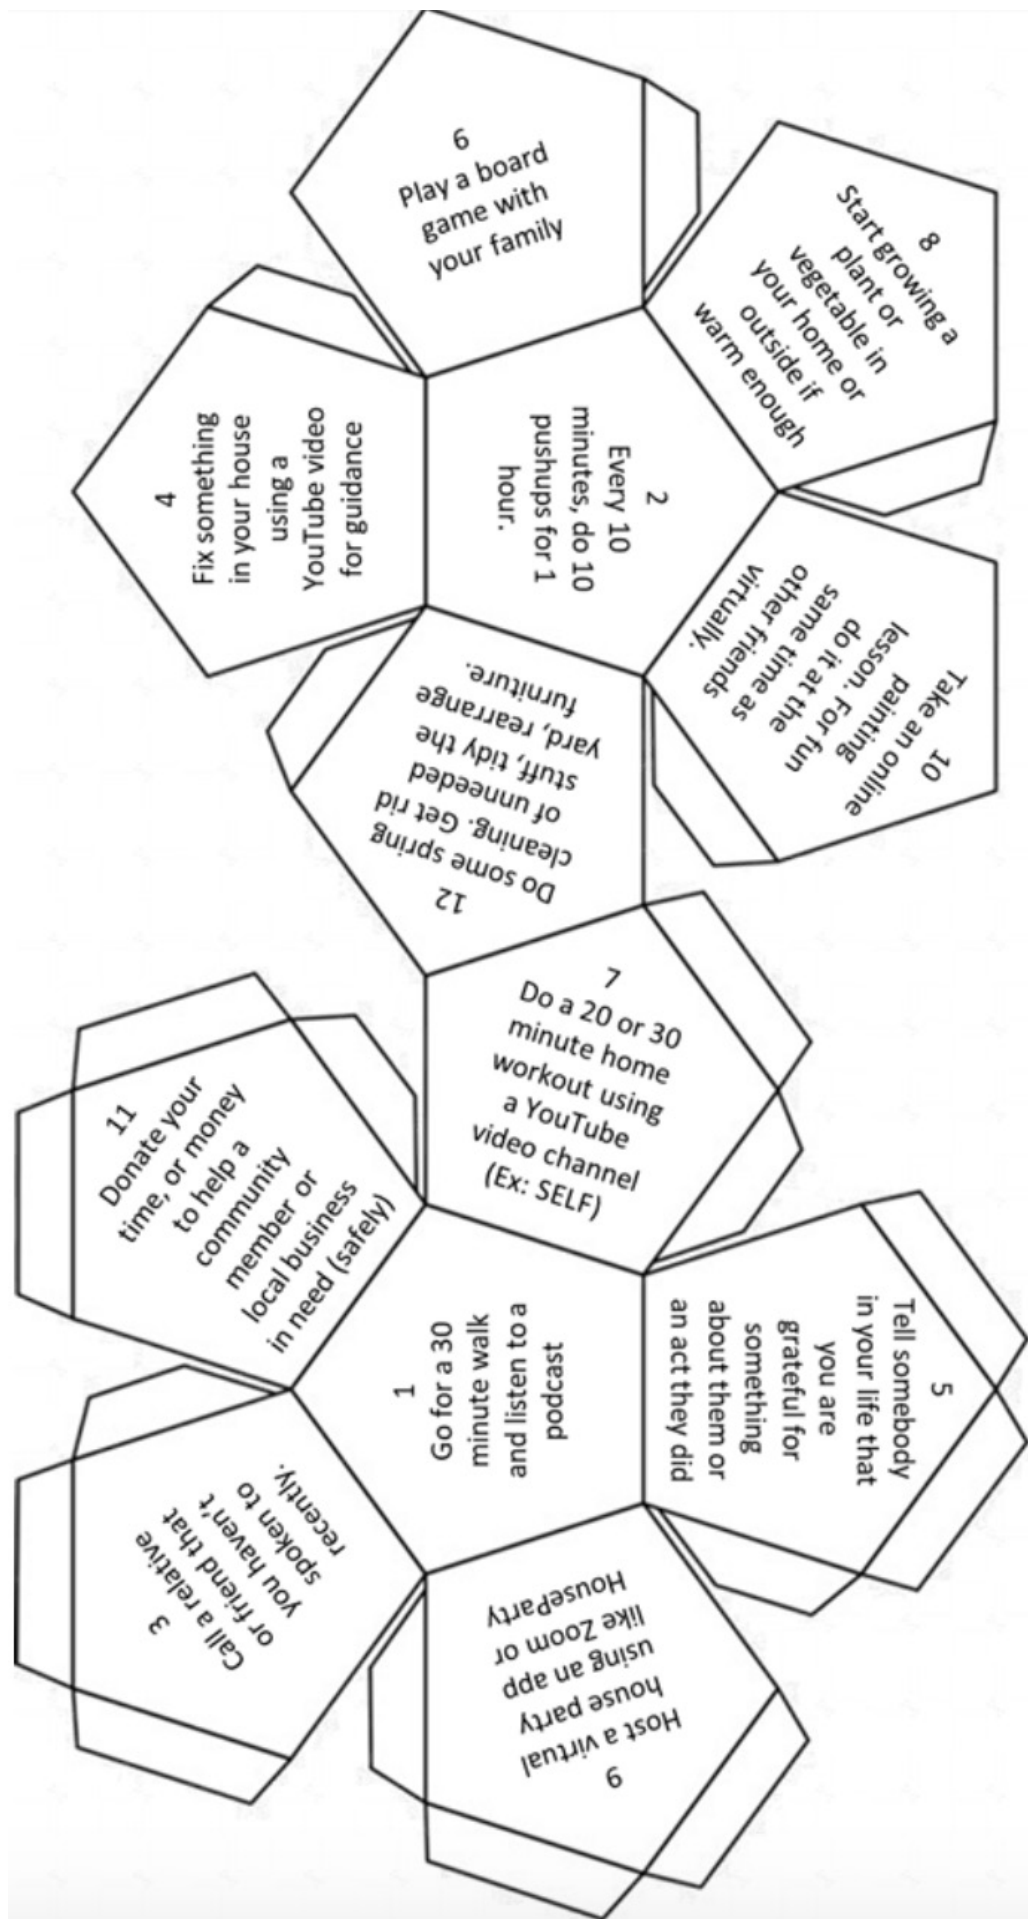 6
Play a board
game with
your family
8
Start growing a
plant or
vegetable in
your home or
outside if
warm enough
4
Fix something
in your house
using a
YouTube video
for guidance
2
Every 10
minutes, do 10
pushups for 1
hour.
10
Take an online
painting
lesson. For fun
do it at the
same time as
other friends
virtually.
12
Do some spring
cleaning. Get rid
of unneeded
stuff, tidy the
yard, rearrange
furniture.
7
Do a 20 or 30
minute home
workout using
a YouTube
video channel
(Ex: SELF)
11
Donate your
time, or money
to help a
community
member or
local business
in need (safely)
1
Go for a 30
minute walk
and listen to a
podcast
5
Tell somebody
in your life that
you are
grateful for
something
about them or
an act they did
3
Call a relative
or friend that
you haven't
spoken to
recently.
9
Host a virtual
house party
using an app
like Zoom or
HouseParty